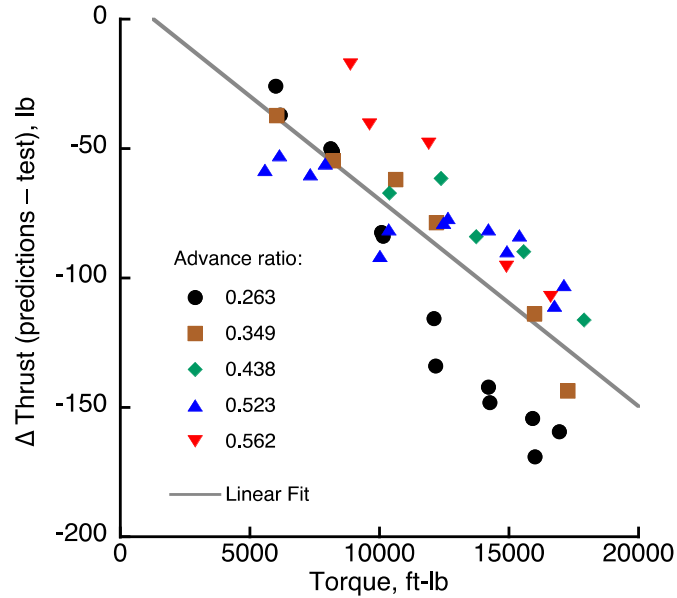 0
-50
-100
-150
-200
Δ Thrust (predictions – test), lb
Advance ratio:
0.263
0.349
0.438
0.523
0.562
Linear Fit
0 5000 10000 15000 20000
Torque, ft-lb